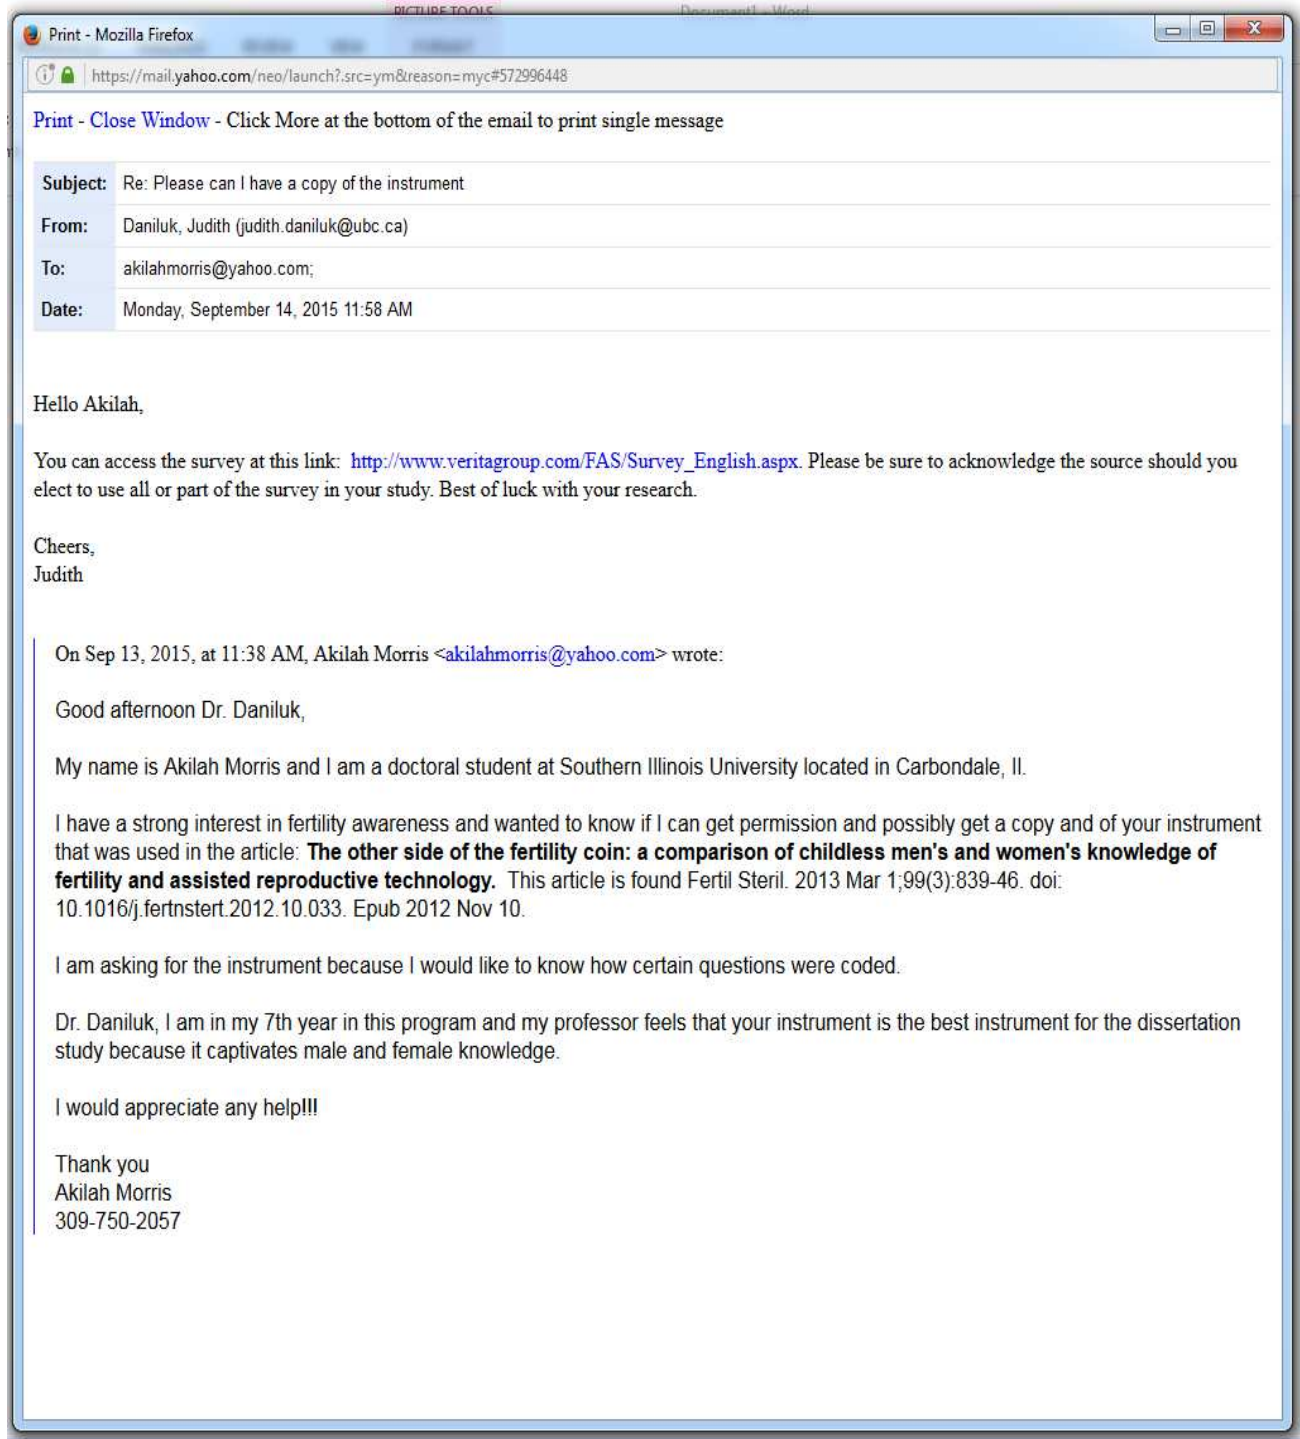 PICTURE TOOLS
Document1 - Word
Print - Mozilla Firefox
https://mail.yahoo.com/neo/launch?.src=ym&reason=myc#572996448
Print - Close Window - Click More at the bottom of the email to print single message
Subject: Re: Please can I have a copy of the instrument
From: Daniluk, Judith (judith.daniluk@ubc.ca)
To: akilahmorris@yahoo.com;
Date: Monday, September 14, 2015 11:58 AM
Hello Akilah,
You can access the survey at this link:  http://www.veritagroup.com/FAS/Survey_English.aspx. Please be sure to acknowledge the source should you
elect to use all or part of the survey in your study. Best of luck with your research.
Cheers,
Judith
On Sep 13, 2015, at 11:38 AM, Akilah Morris <akilahmorris@yahoo.com> wrote:
Good afternoon Dr. Daniluk,
My name is Akilah Morris and I am a doctoral student at Southern Illinois University located in Carbondale, Il.
I have a strong interest in fertility awareness and wanted to know if I can get permission and possibly get a copy and of your instrument
that was used in the article: The other side of the fertility coin: a comparison of childless men's and women's knowledge of
fertility and assisted reproductive technology.  This article is found Fertil Steril. 2013 Mar 1;99(3):839-46. doi:
10.1016/j.fertnstert.2012.10.033. Epub 2012 Nov 10.
I am asking for the instrument because I would like to know how certain questions were coded.
Dr. Daniluk, I am in my 7th year in this program and my professor feels that your instrument is the best instrument for the dissertation
study because it captivates male and female knowledge.
I would appreciate any help!!!
Thank you
Akilah Morris
309-750-2057